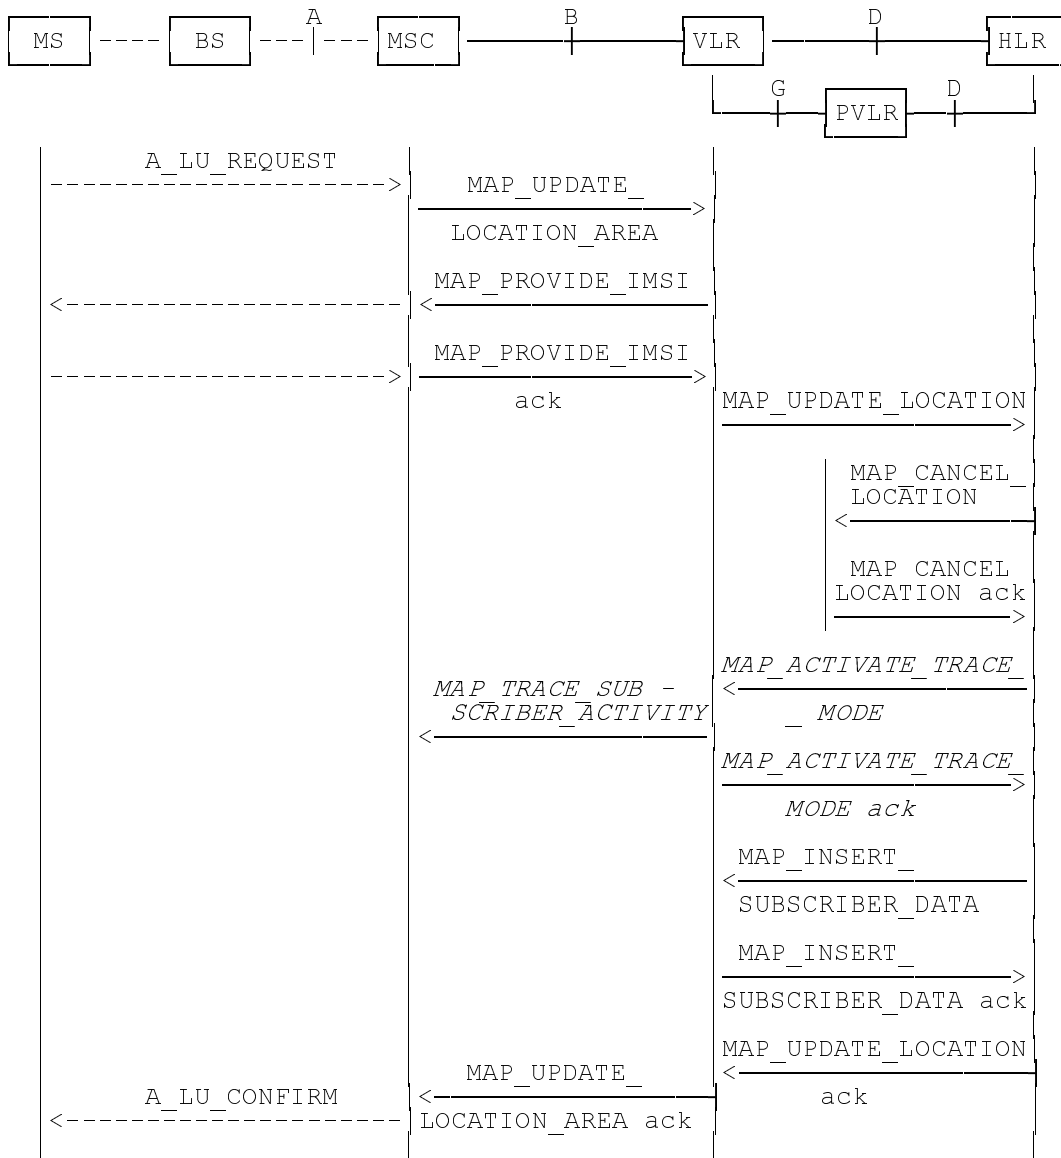 A B D
MS BS MSC VLR HLR
G D
PVLR
A_LU_REQUEST
MAP_UPDATE_
LOCATION_AREA
MAP_PROVIDE_IMSI
MAP_PROVIDE_IMSI
ack
MAP_UPDATE_LOCATION
MAP_CANCEL_
LOCATION
MAP CANCEL
LOCATION ack
MAP_ACTIVATE_TRACE_
_ MODE
MAP_TRACE_SUB -
SCRIBER_ACTIVITY
MAP_ACTIVATE_TRACE_
MODE ack
MAP_INSERT_
SUBSCRIBER_DATA
MAP_INSERT_
SUBSCRIBER_DATA ack
MAP_UPDATE_LOCATION
ack
MAP_UPDATE_
LOCATION_AREA ack
A_LU_CONFIRM